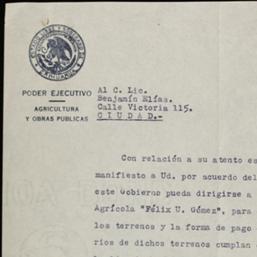 PODER EJECUTIVO
AGRICULTURA
Y OBRAS PUBLICAS
Al C. Lic.
Benjamín Elías.
Calle Victoria 115.
C I U D A D.-
Con relación a su atento es
manifiesto a Ud. por acuerdo del
este Gobierno pueda dirigirse a
Agrícola "Félix U. Gómez", para
los terrenos y la forma de pago
rios de dichos terrenos cumplan